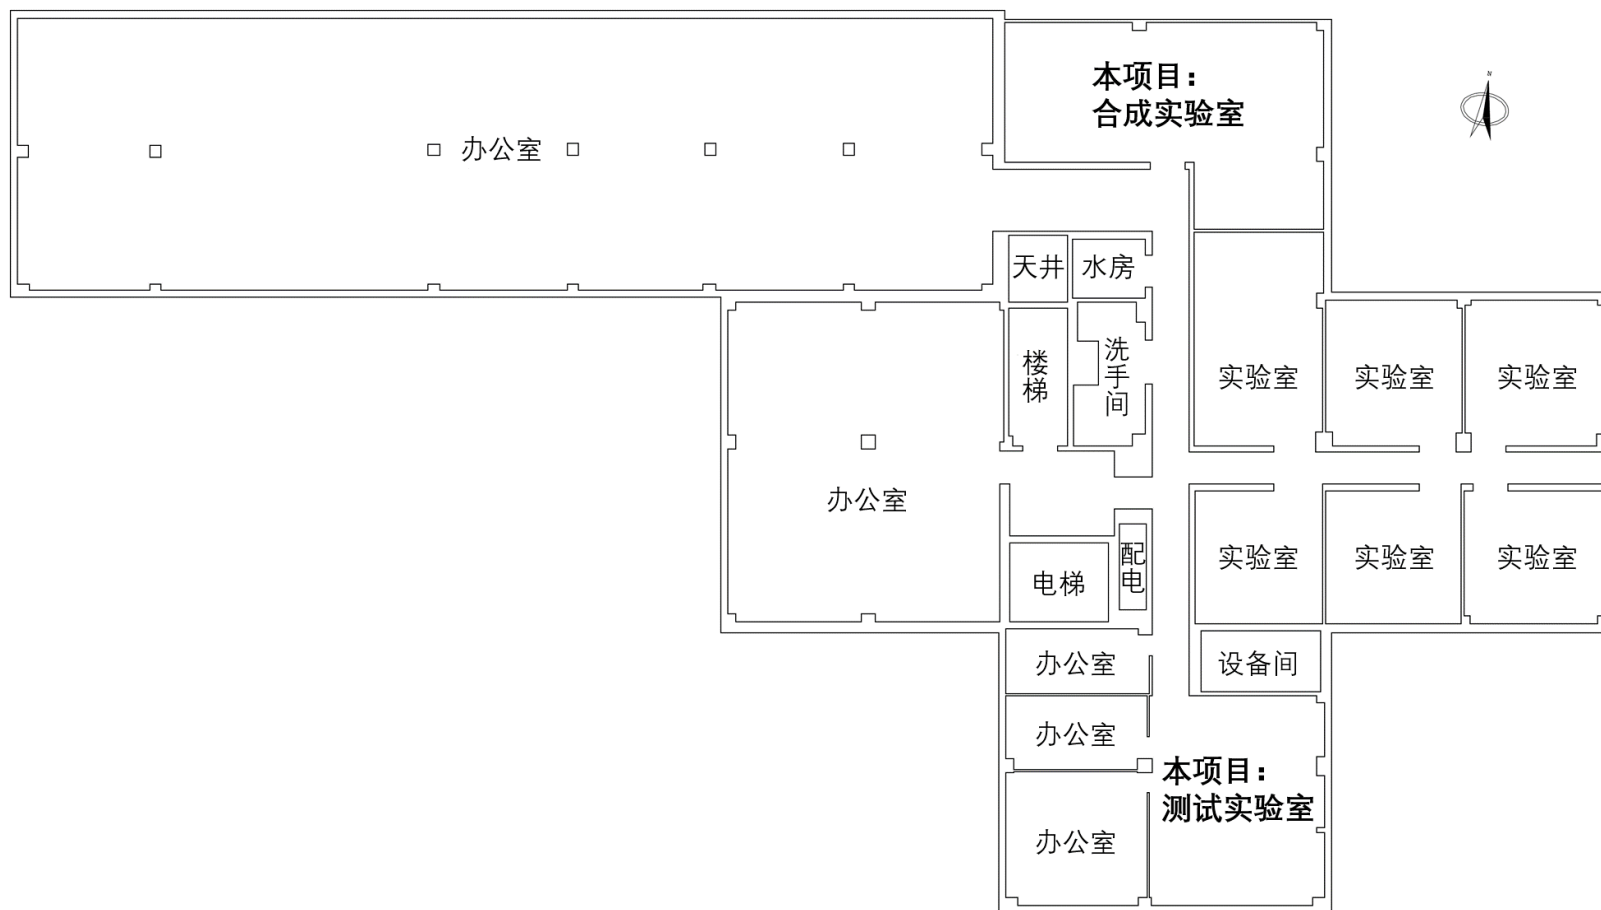 本项目：
合成实验室
N
办公室
天井
水房
楼梯
洗手间
实验室
实验室
实验室
办公室
配电
电梯
实验室
实验室
实验室
办公室
设备间
办公室
本项目：
测试实验室
办公室